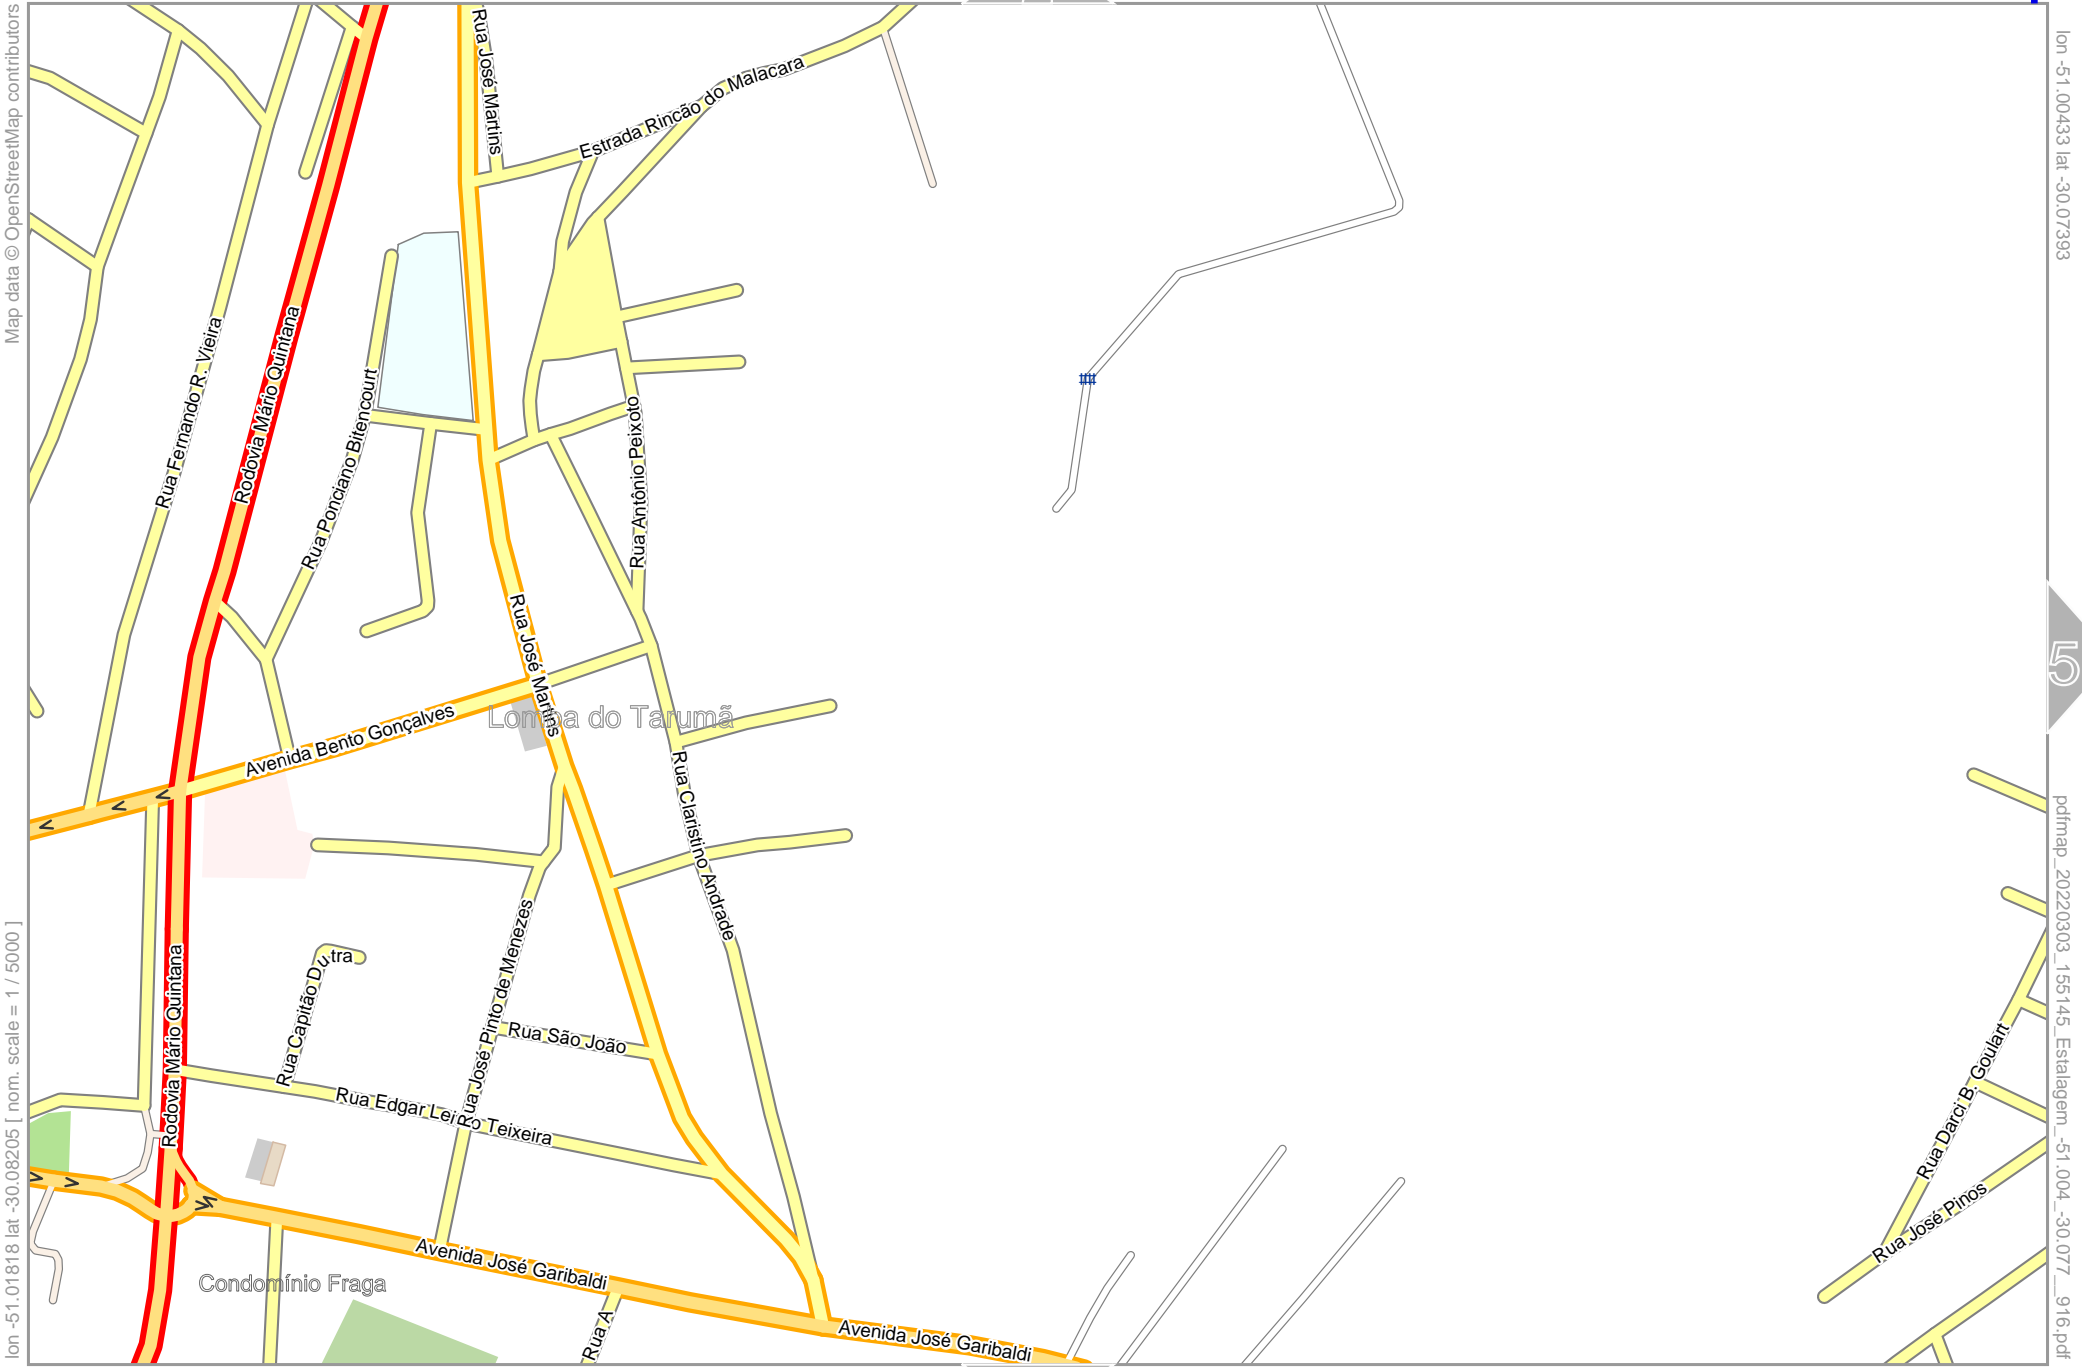 Map data © OpenStreetMap contributors
lon -51.01818 lat -30.08205 [ nom. scale = 1 / 5000 ]
lon -51.00433 lat -30.07393
pdfmap_20220303_155145_Estalagem_-51.004_-30.077__916.pdf
5
Rua José Martins
Estrada Rincão do Malacara
Rua Fernando R. Vieira
Rodovia Mário Quintana
Rua Ponciano Bitencourt
Rua Antônio Peixoto
Rua José Martins
Lomba do Tarumã
Avenida Bento Gonçalves
Rua Claristino Andrade
Rua José Pinto de Menezes
Rodovia Mário Quintana
Rua Capitão Dutra
Rua São João
Rua Edgar Lei o Teixeira
Rua Darci B. Goulart
Rua José Pinos
Avenida José Garibaldi
Condomínio Fraga
Rua A
Avenida José Garibaldi